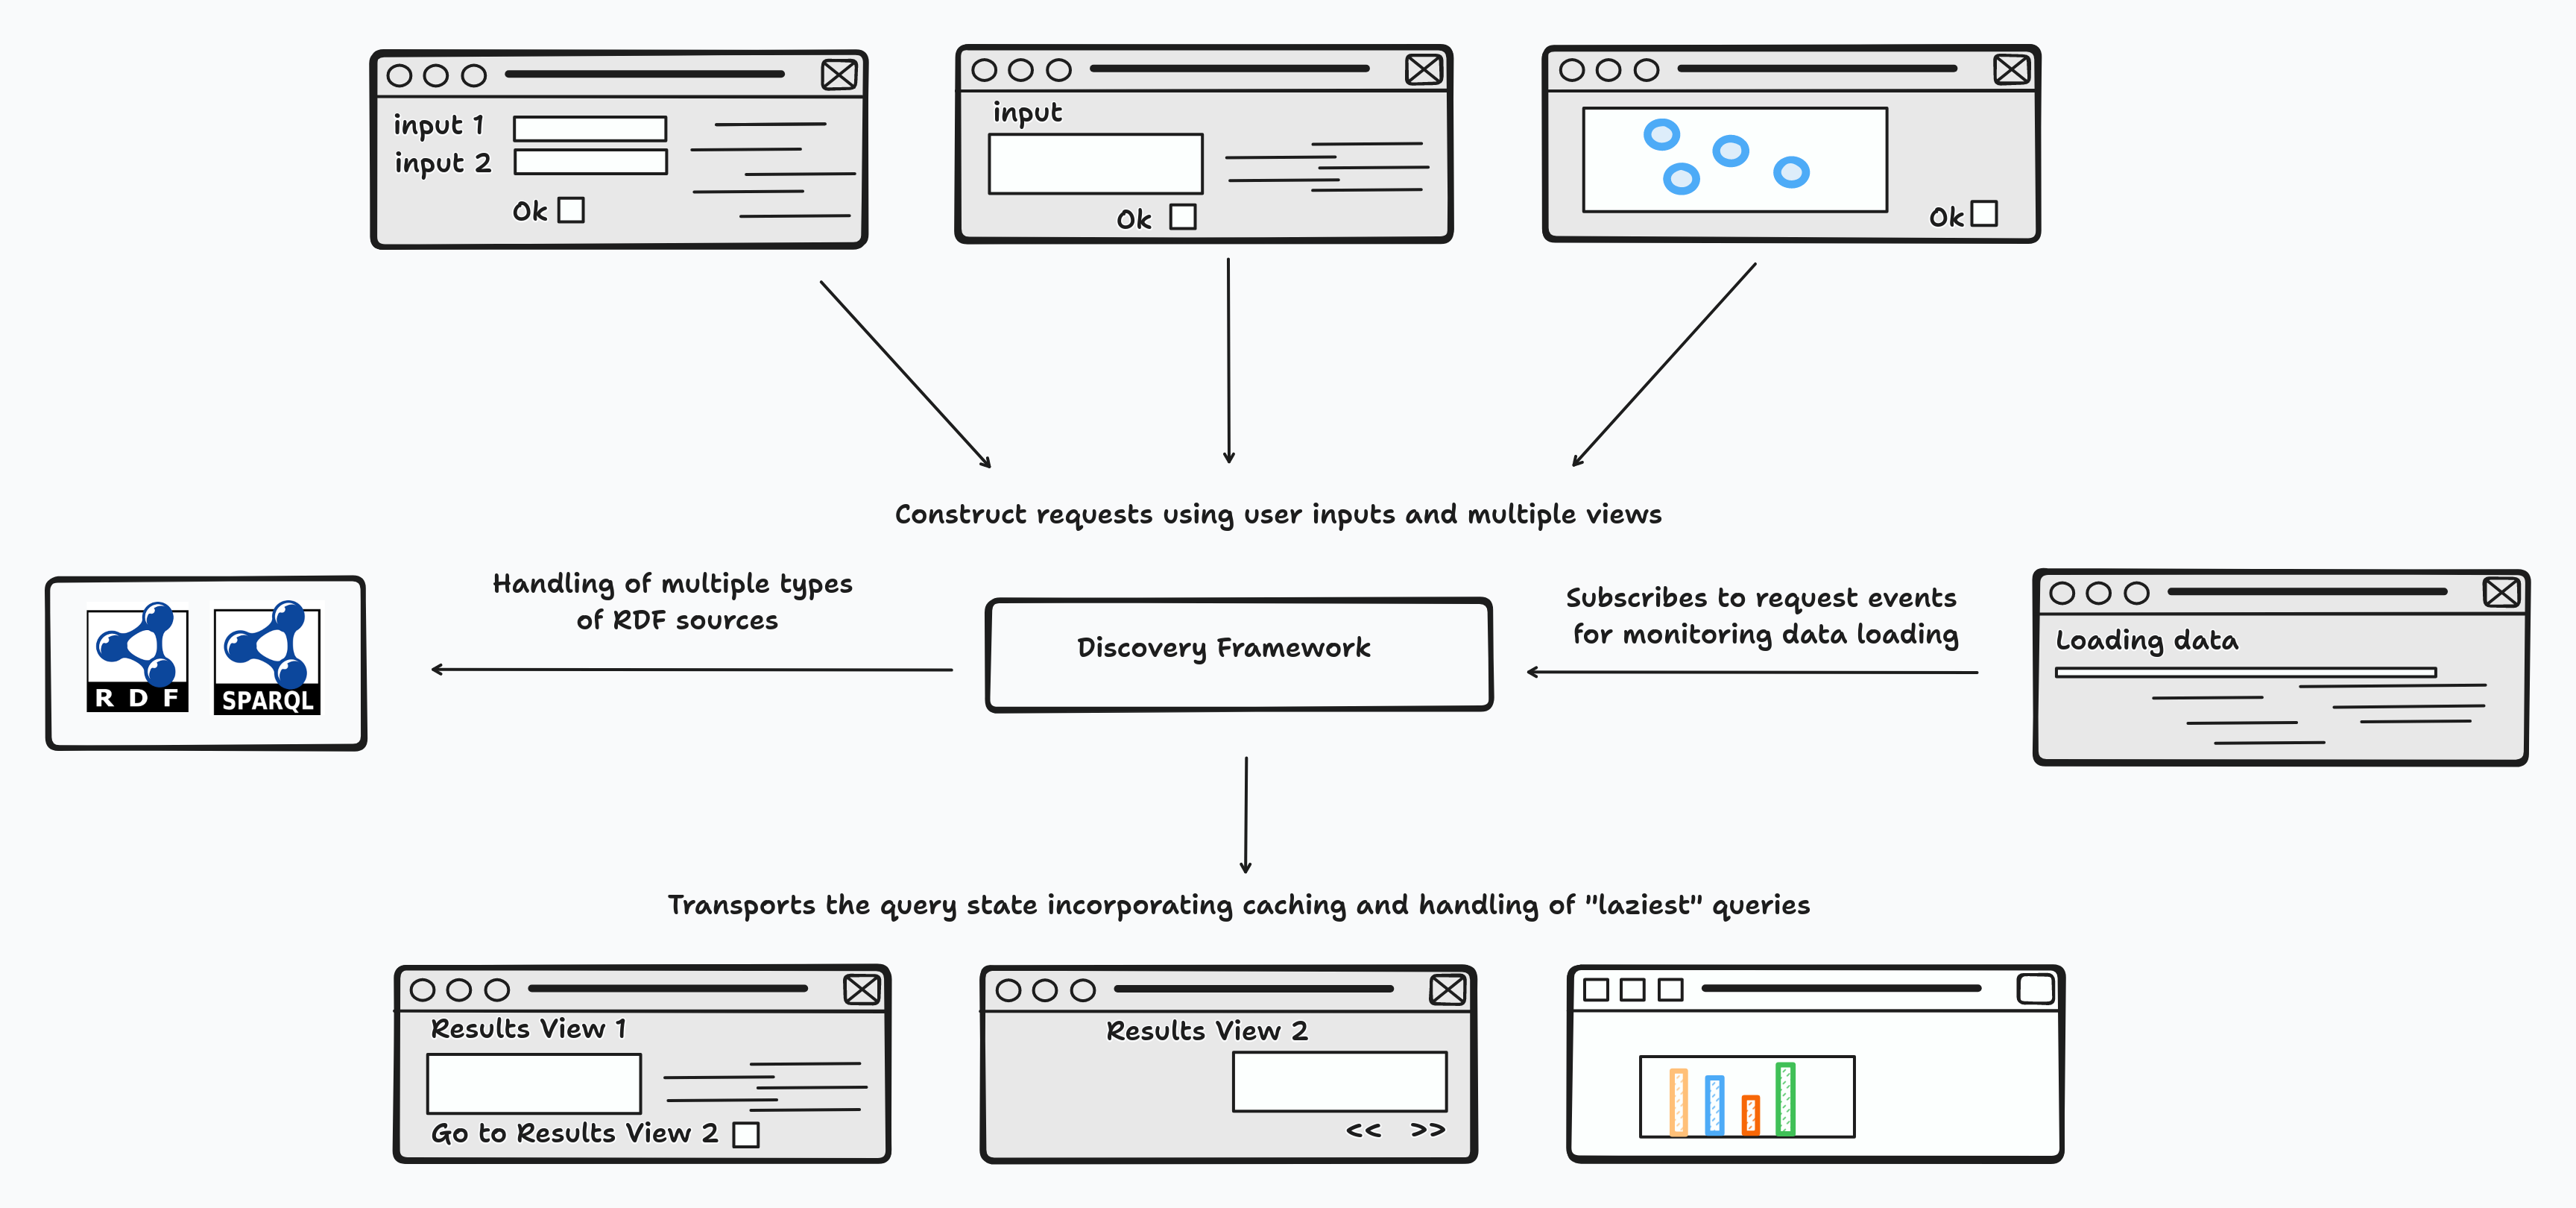 input 1
input 2
Ok
input
Ok
Ok
Construct requests using user inputs and multiple views
Handling of multiple types
of RDF sources
R D F
SPARQL
Discovery Framework
Subscribes to request events
for monitoring data loading
Loading data
Transports the query state incorporating caching and handling of "laziest" queries
Results View 1
Go to Results View 2
Results View 2
<< >>